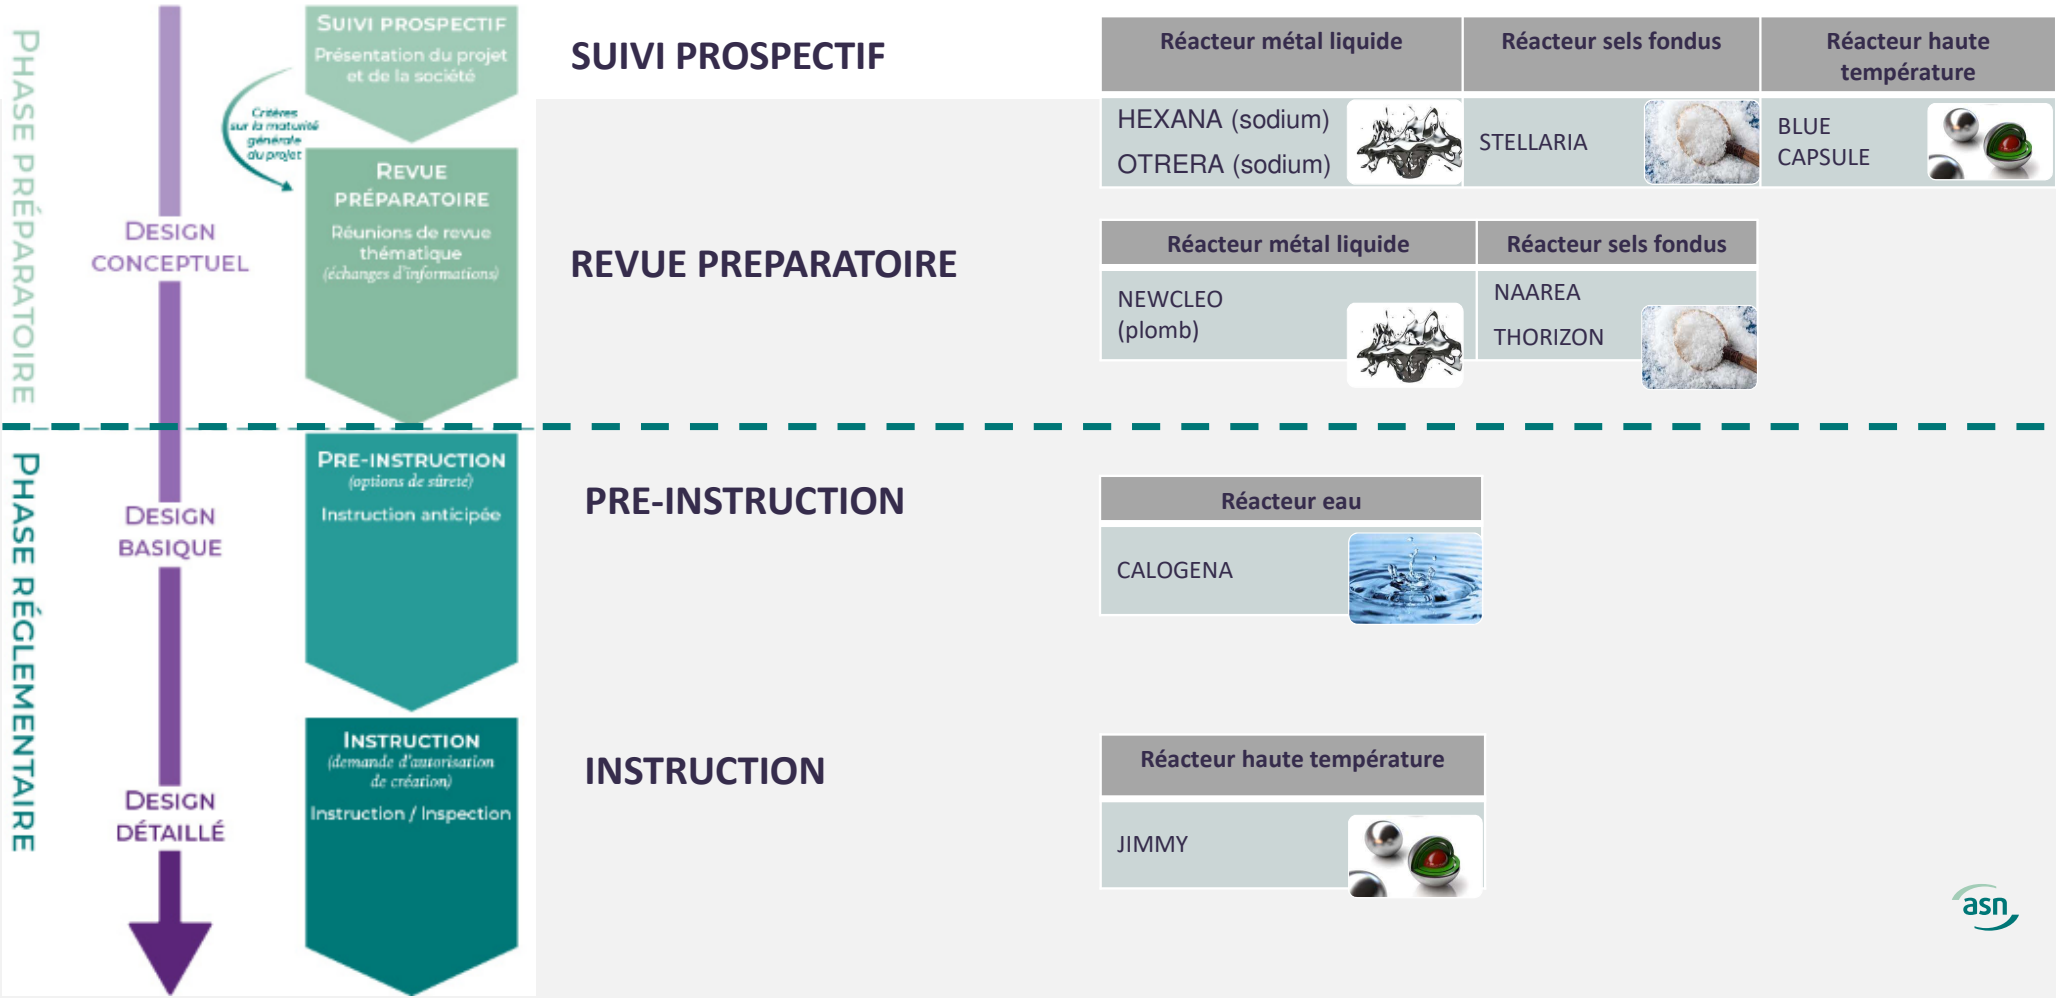 PHASE PRÉPARATOIRE
PHASE RÉGLEMENTAIRE
DESIGN
CONCEPTUEL
DESIGN
BASIQUE
DESIGN
DÉTAILLÉ
SUIVI PROSPECTIF
Présentation du projet
et de la société
Critères
sur la maturité
générale
du projet
REVUE
PRÉPARATOIRE
Réunions de revue
thématique
(échanges d'informations)
PRE-INSTRUCTION
(options de sûreté)
Instruction anticipée
INSTRUCTION
(demande d'autorisation
de création)
Instruction / Inspection
SUIVI PROSPECTIF
Réacteur métal liquide
Réacteur sels fondus
Réacteur haute
température
HEXANA (sodium)
OTRERA (sodium)
STELLARIA
BLUE
CAPSULE
REVUE PREPARATOIRE
Réacteur métal liquide
Réacteur sels fondus
NEWCLEO
(plomb)
NAAREA
THORIZON
PRE-INSTRUCTION
Réacteur eau
CALOGENA
INSTRUCTION
Réacteur haute température
JIMMY
asn